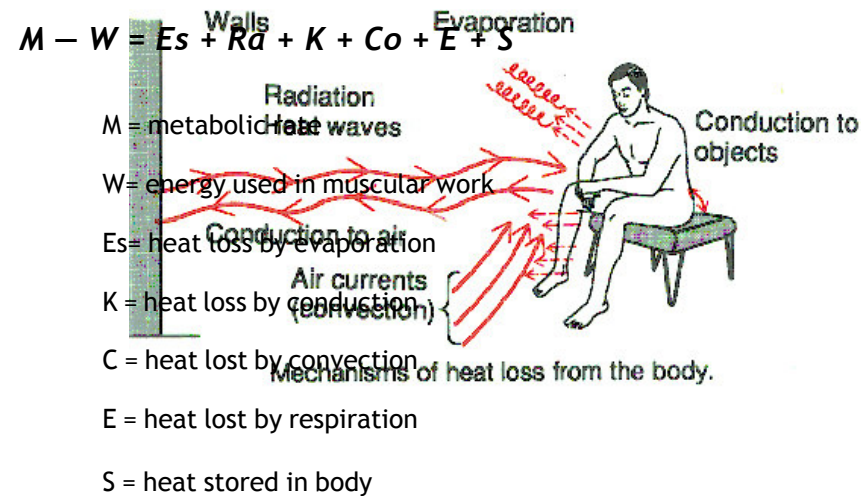 Walls Evaporation
M — W = Es + Ra + K + Co + E + S
Radiation
Heat waves
M = metabolic rate
Conduction to
objects
W= energy used in muscular work
Conduction to air
Es= heat loss by evaporation
Air currents
(convection)
K = heat loss by conduction
C = heat lost by convection
Mechanisms of heat loss from the body.
E = heat lost by respiration
S = heat stored in body